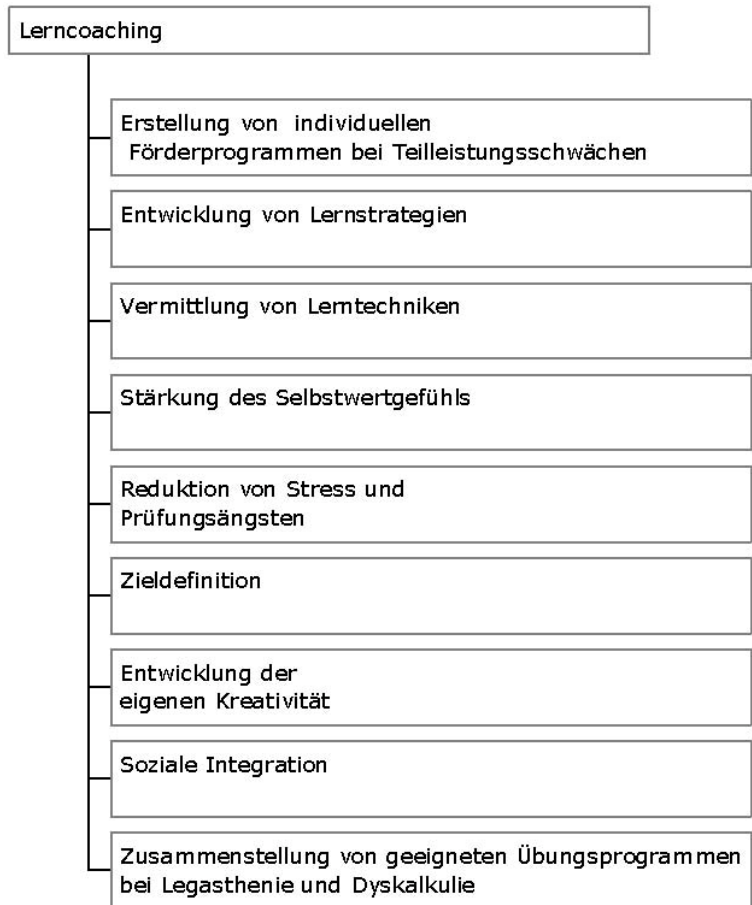 Lerncoaching
Erstellung von individuellen
Förderprogrammen bei Teilleistungsschwächen
Entwicklung von Lernstrategien
Vermittlung von Lerntechniken
Stärkung des Selbstwertgefühls
Reduktion von Stress und
Prüfungsängsten
Zieldefinition
Entwicklung der
eigenen Kreativität
Soziale Integration
Zusammenstellung von geeigneten Übungsprogrammen
bei Legasthenie und Dyskalkulie